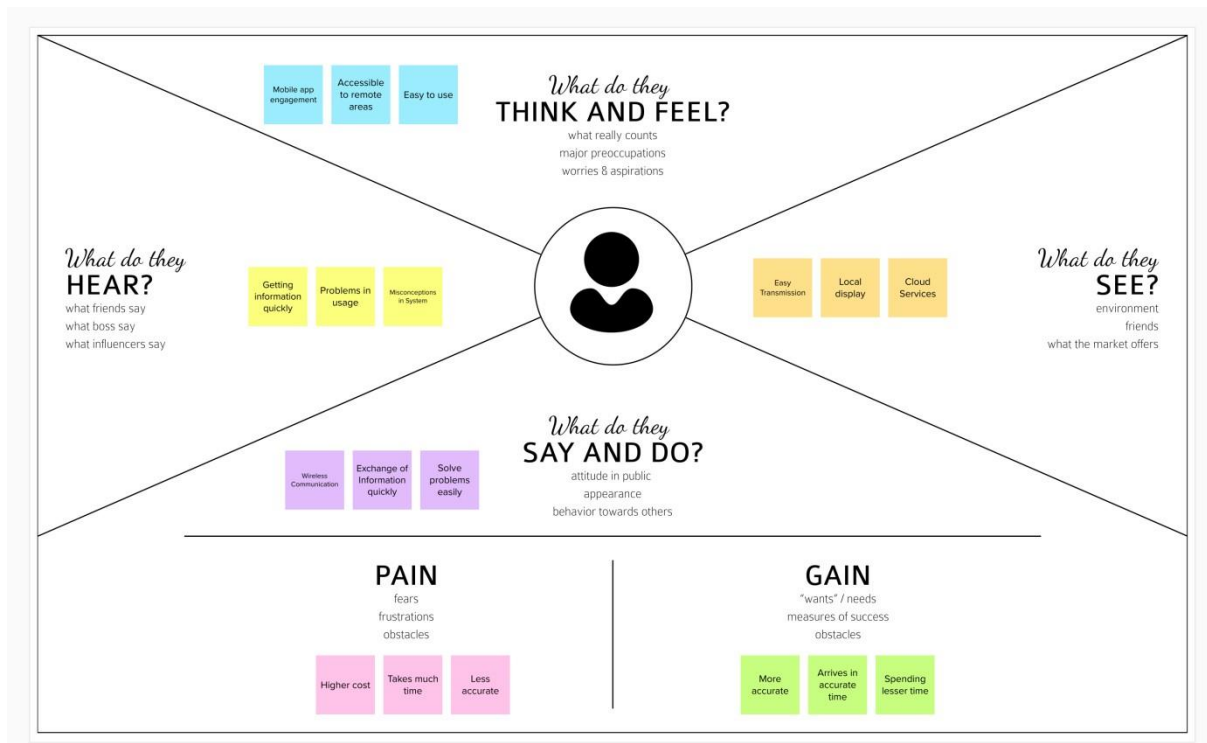 What do they
THINK AND FEEL?
what really counts
major preoccupations
worries & aspirations
Mobile app
engagement
Accessible
to remote
areas
Easy to use
What do they
HEAR?
what friends say
what boss say
what influencers say
Getting
information
quickly
Problems in
usage
Misconceptions
in System
Easy
Transmission
Local
display
Cloud
Services
What do they
SEE?
environment
friends
what the market offers
What do they
SAY AND DO?
attitude in public
appearance
behavior towards others
Wireless
Communication
Exchange of
Information
quickly
Solve
problems
easily
PAIN
fears
frustrations
obstacles
Higher cost
Takes much
time
Less
accurate
GAIN
"wants" / needs
measures of success
obstacles
More
accurate
Arrives in
accurate
time
Spending
lesser time